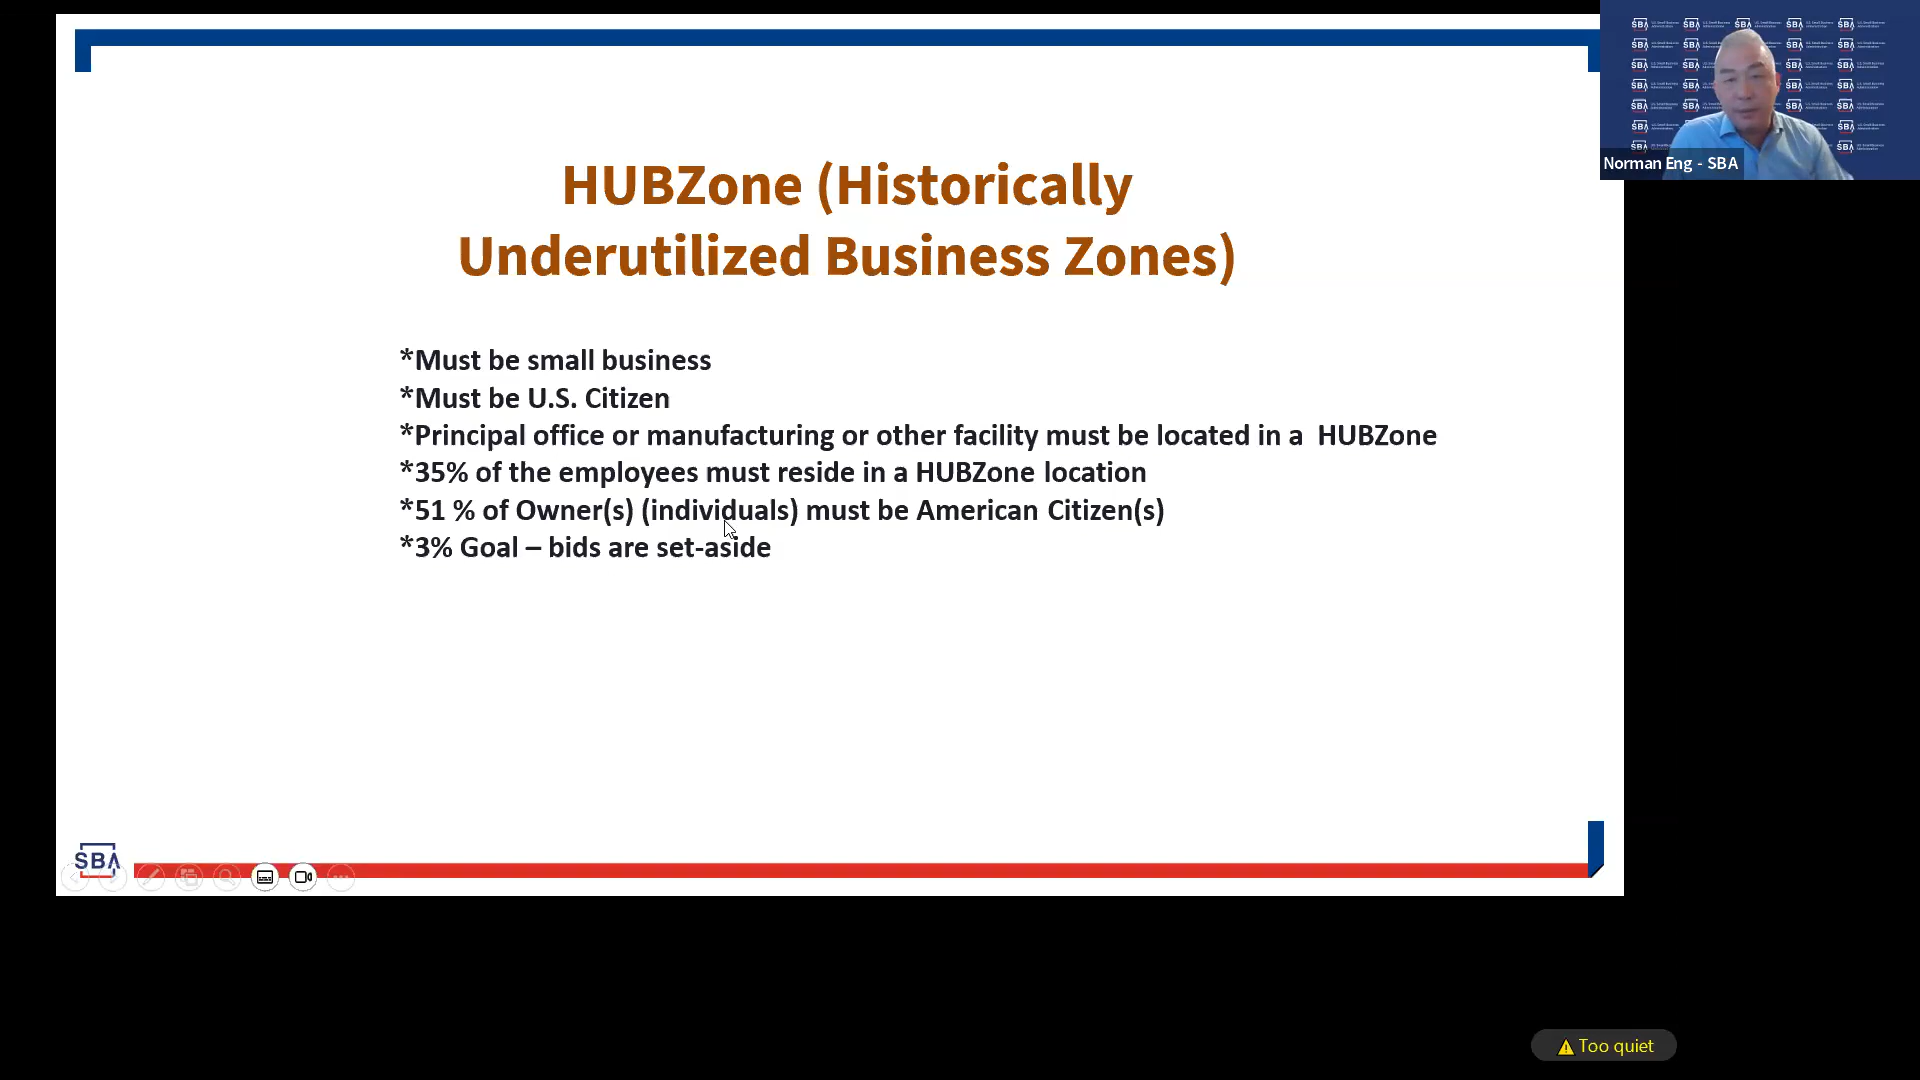 HUBZone (Historically
Underutilized Business Zones)
*Must be small business
*Must be U.S. Citizen
*Principal office or manufacturing or other facility must be located in a  HUBZone
*35% of the employees must reside in a HUBZone location
*51 % of Owner(s) (individuals) must be American Citizen(s)
*3% Goal – bids are set-aside
SBA
Norman Eng - SBA
Too quiet